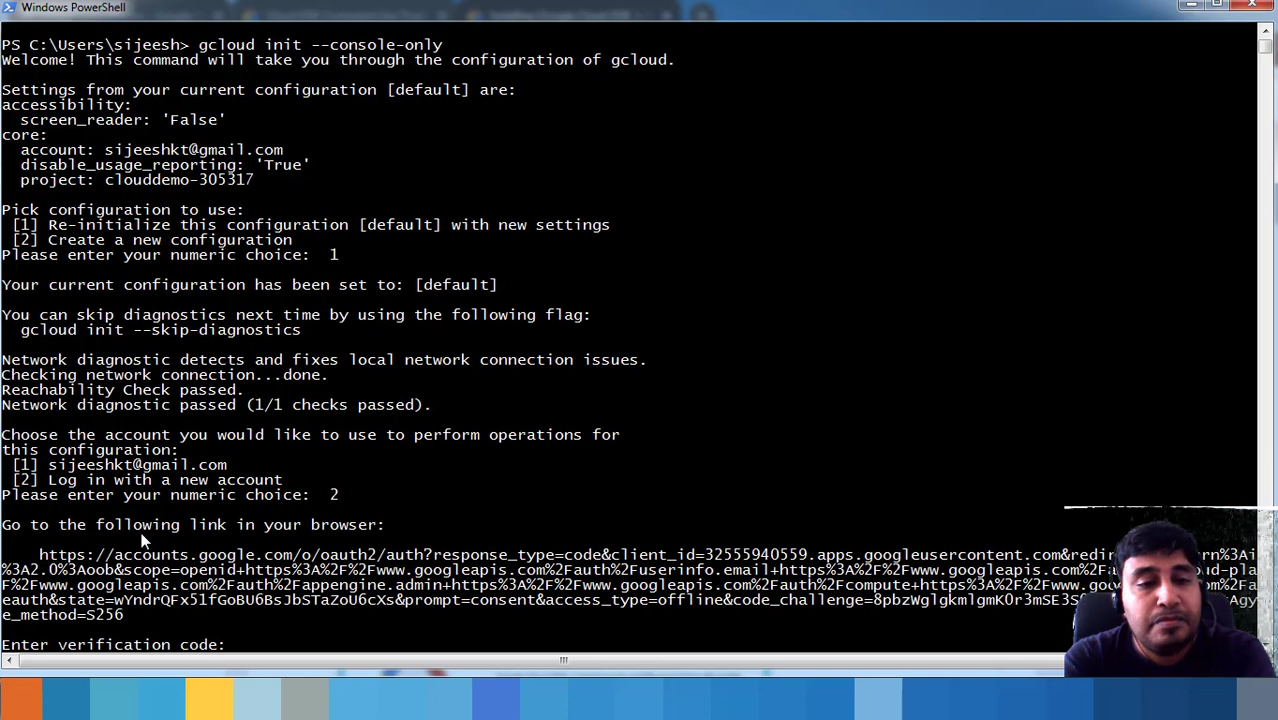 Windows PowerShell
PS C:\Users\sijeesh> gcloud init --console-only
Welcome! This command will take you through the configuration of gcloud.
Settings from your current configuration [default] are:
accessibility:
screen_reader: 'False'
core:
account: sijeeshkt@gmail.com
disable_usage_reporting: 'True'
project: clouddemo-305317
Pick configuration to use:
[1] Re-initialize this configuration [default] with new settings
[2] Create a new configuration
Please enter your numeric choice:  1
Your current configuration has been set to: [default]
You can skip diagnostics next time by using the following flag:
gcloud init --skip-diagnostics
Network diagnostic detects and fixes local network connection issues.
Checking network connection...done.
Reachability Check passed.
Network diagnostic passed (1/1 checks passed).
Choose the account you would like to use to perform operations for
this configuration:
[1] sijeeshkt@gmail.com
[2] Log in with a new account
Please enter your numeric choice:  2
Go to the following link in your browser:
https://accounts.google.com/o/oauth2/auth?response_type=code&client_id=32555940559.apps.googleusercontent.com&redir rn%3Ai
%3A2.0%3Aoob&scope=openid+https%3A%2F%2Fwww.googleapis.com%2Fauth%2Fuserinfo.email+https%3A%2F%2Fwww.googleapis.com%2Fa ud-pla
F%2Fwww.googleapis.com%2Fauth%2Fappengine.admin+https%3A%2F%2Fwww.googleapis.com%2Fauth%2Fcompute+https%3A%2F%2Fwww.goo is.co
eauth&state=wYndrQFx51fGoBU6BsJbSTaZoU6cXs&prompt=consent&access_type=offline&code_challenge=8pbzWglgkmlgmK0r3mSE3S Agy
e_method=S256
Enter verification code: